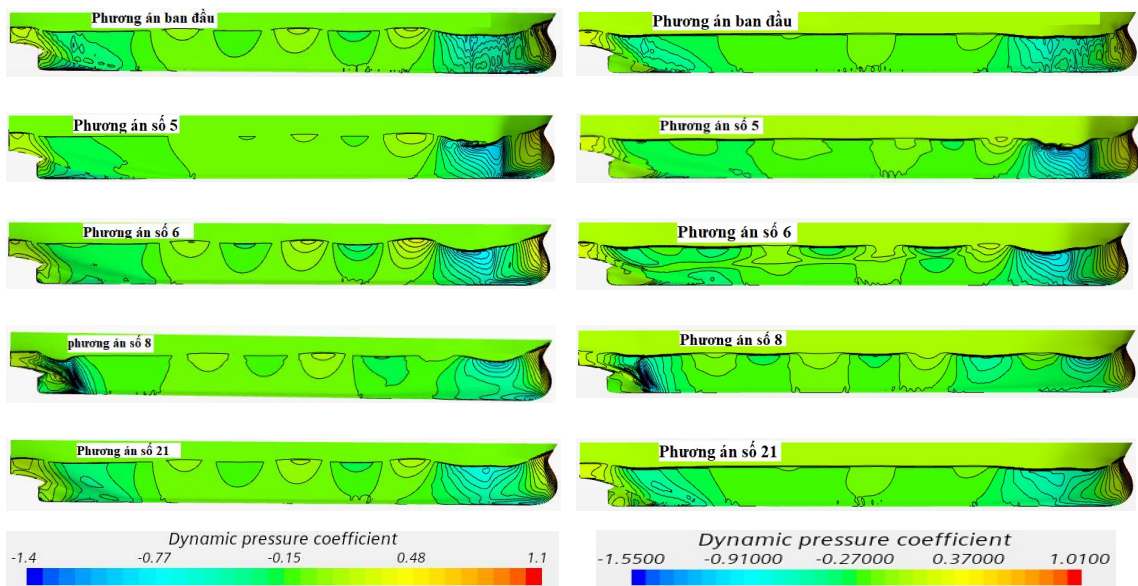 Phương án ban đầu
Phương án ban đầu
Phương án số 5
Phương án số 5
Phương án số 6
Phương án số 6
phương án số 8
Phương án số 8
Phương án số 21
Phương án số 21
Dynamic pressure coefficient
-1.4 -0.77 -0.15 0.48 1.1
Dynamic pressure coefficient
-1.5500 -0.91000 -0.27000 0.37000 1.0100